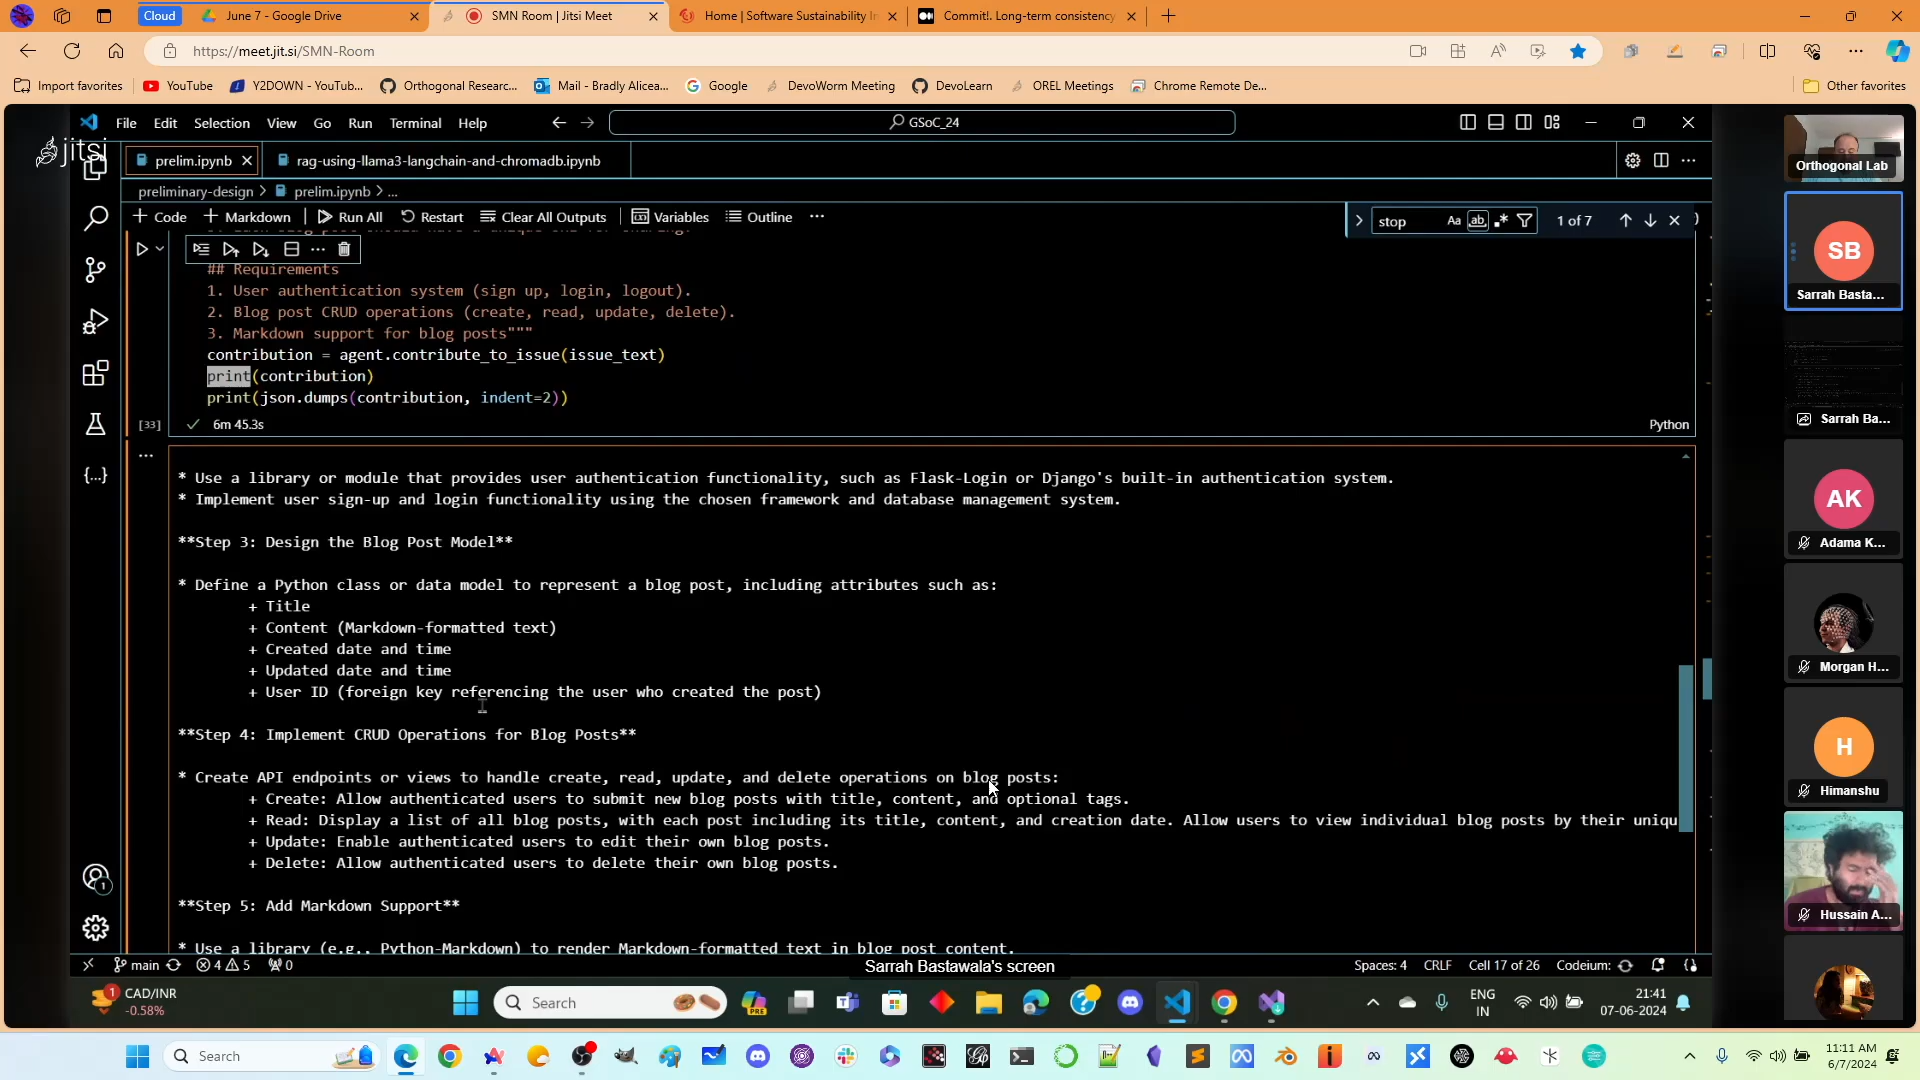 Cloud
June 7 - Google Drive
SMN Room | Jitsi Meet
Home | Software Sustainability In
Commit!. Long-term consistency
https://meet.jit.si/SMN-Room
Import favorites
YouTube
Y2DOWN - YouTub...
Orthogonal Researc...
Mail - Bradly Alicea...
Google
DevoWorm Meeting
DevoLearn
OREL Meetings
Chrome Remote De...
Other favorites
jitsi
File Edit Selection View Go Run Terminal Help
GSoC_24
prelim.ipynb
rag-using-llama3-langchain-and-chromadb.ipynb
preliminary-design > prelim.ipynb > ...
+ Code + Markdown | Run All Restart Clear All Outputs | Variables Outline ...
stop
Aa
ab
1 of 7
## Requirements
1. User authentication system (sign up, login, logout).
2. Blog post CRUD operations (create, read, update, delete).
3. Markdown support for blog posts"""
contribution = agent.contribute_to_issue(issue_text)
print(contribution)
print(json.dumps(contribution, indent=2))
[33]
6m 45.3s
Python
* Use a library or module that provides user authentication functionality, such as Flask-Login or Django's built-in authentication system.
* Implement user sign-up and login functionality using the chosen framework and database management system.
**Step 3: Design the Blog Post Model**
* Define a Python class or data model to represent a blog post, including attributes such as:
+ Title
+ Content (Markdown-formatted text)
+ Created date and time
+ Updated date and time
+ User ID (foreign key referencing the user who created the post)
**Step 4: Implement CRUD Operations for Blog Posts**
* Create API endpoints or views to handle create, read, update, and delete operations on blog posts:
+ Create: Allow authenticated users to submit new blog posts with title, content, and optional tags.
+ Read: Display a list of all blog posts, with each post including its title, content, and creation date. Allow users to view individual blog posts by their uniqu
+ Update: Enable authenticated users to edit their own blog posts.
+ Delete: Allow authenticated users to delete their own blog posts.
**Step 5: Add Markdown Support**
* Use a library (e.g., Python-Markdown) to render Markdown-formatted text in blog post content.
main
4
5
0
Sarrah Bastawala's screen
Spaces: 4
CRLF
Cell 17 of 26
Codeium:
1
CAD/INR
-0.58%
Search
PRE
ENG
IN
21:41
07-06-2024
Orthogonal Lab
SB
Sarrah Basta...
Sarrah Ba...
AK
Adama K...
Morgan H...
H
Himanshu
Hussain A...
Search
11:11 AM
6/7/2024